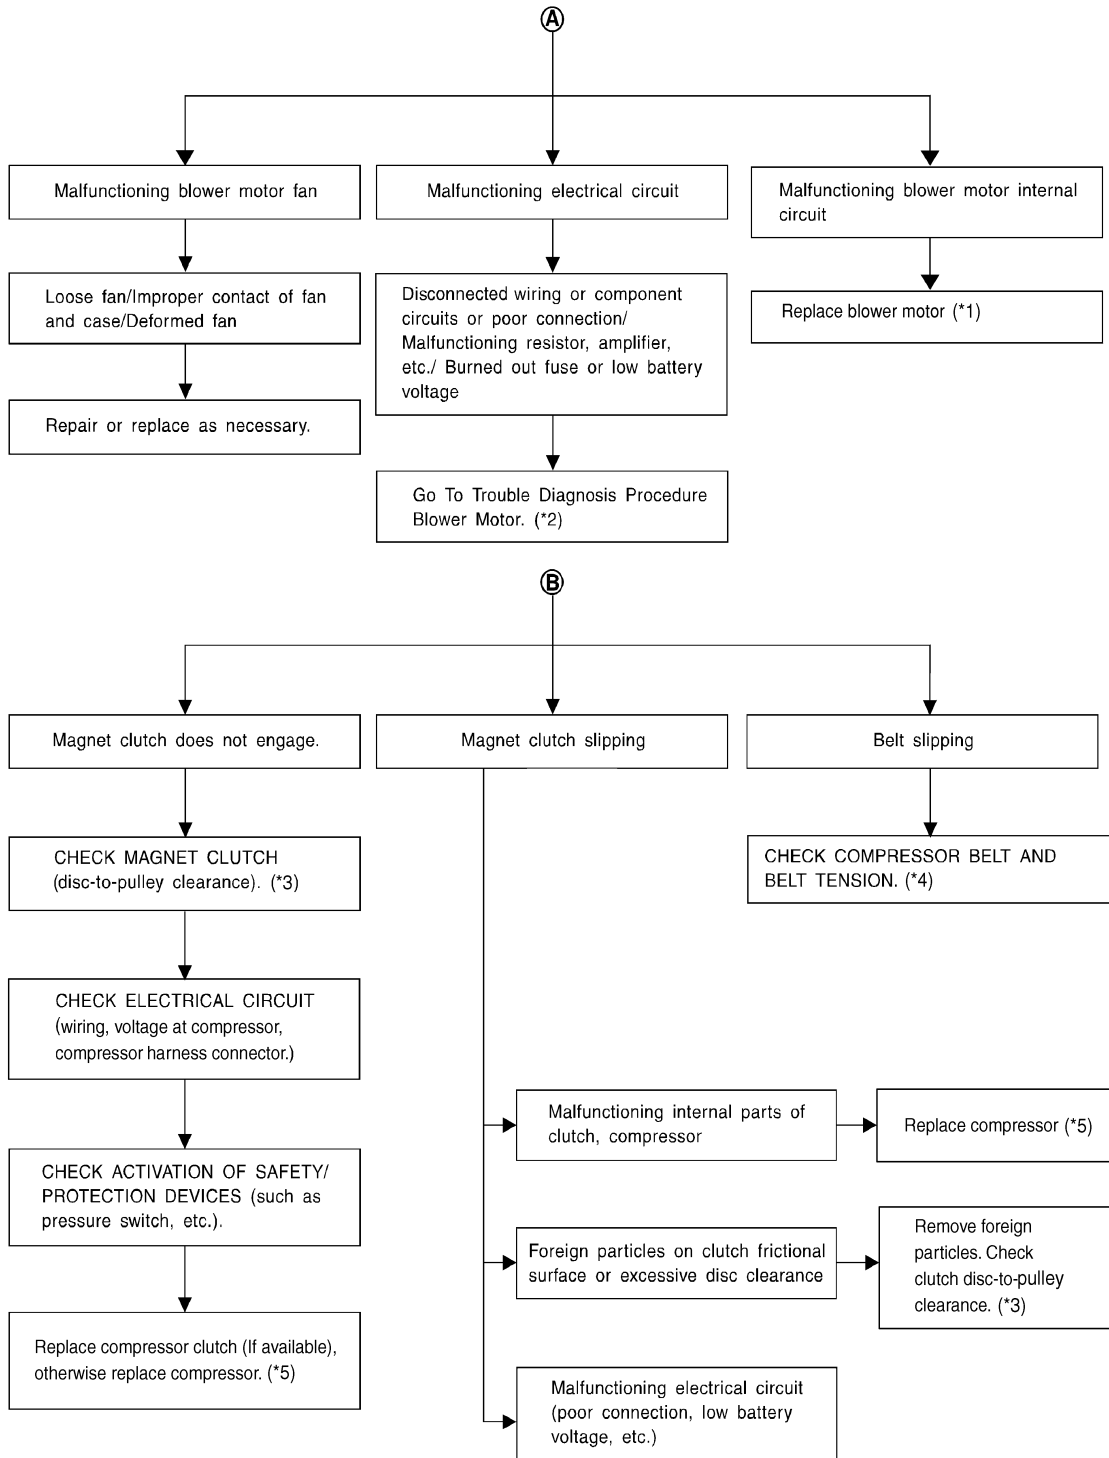 A
Malfunctioning blower motor fan
Malfunctioning electrical circuit
Malfunctioning blower motor internal
circuit
Loose fan/Improper contact of fan
and case/Deformed fan
Disconnected wiring or component
circuits or poor connection/
Malfunctioning resistor, amplifier,
etc./ Burned out fuse or low battery
voltage
Replace blower motor (*1)
Repair or replace as necessary.
Go To Trouble Diagnosis Procedure
Blower Motor. (*2)
B
Magnet clutch does not engage.
Magnet clutch slipping
Belt slipping
CHECK MAGNET CLUTCH
(disc-to-pulley clearance). (*3)
CHECK COMPRESSOR BELT AND
BELT TENSION. (*4)
CHECK ELECTRICAL CIRCUIT
(wiring, voltage at compressor,
compressor harness connector.)
CHECK ACTIVATION OF SAFETY/
PROTECTION DEVICES (such as
pressure switch, etc.).
Replace compressor clutch (If available),
otherwise replace compressor. (*5)
Malfunctioning internal parts of
clutch, compressor
Replace compressor (*5)
Foreign particles on clutch frictional
surface or excessive disc clearance
Remove foreign
particles. Check
clutch disc-to-pulley
clearance. (*3)
Malfunctioning electrical circuit
(poor connection, low battery
voltage, etc.)